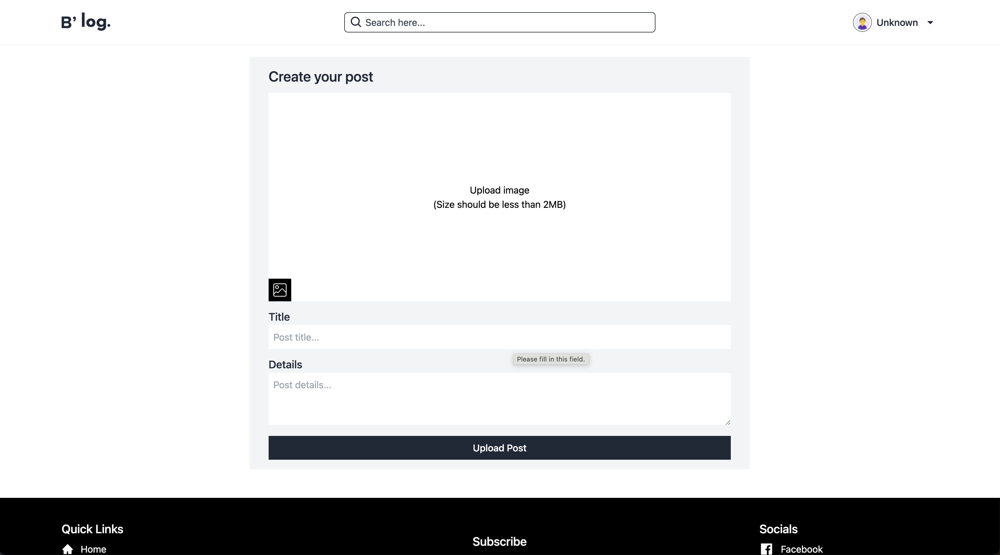 B’ log.
Search here...
Unknown
Create your post
Upload image
(Size should be less than 2MB)
Title
Post title...
Please fill in this field.
Details
Post details...
Upload Post
Quick Links
Home
Subscribe
Socials
Facebook